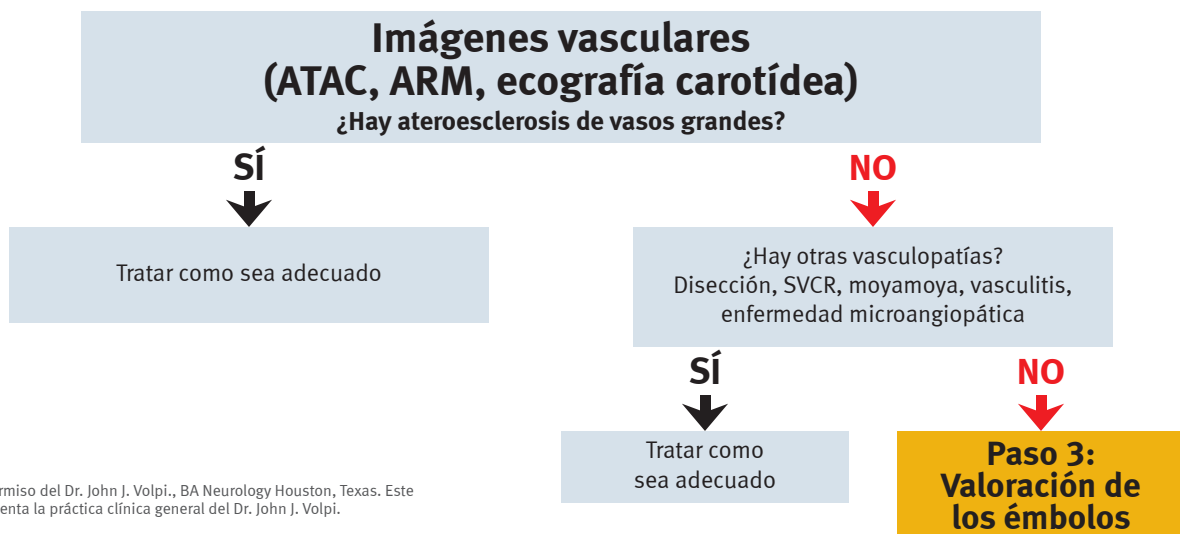 Imágenes vasculares
(ATAC, ARM, ecografía carotídea)
¿Hay ateroesclerosis de vasos grandes?
SÍ
NO
Tratar como sea adecuado
¿Hay otras vasculopatías?
Disección, SVCR, moyamoya, vasculitis,
enfermedad microangiopática
SÍ
NO
Tratar como
sea adecuado
Paso 3:
Valoración de
los émbolos
rmiso del Dr. John J. Volpi., BA Neurology Houston, Texas. Este
enta la práctica clínica general del Dr. John J. Volpi.